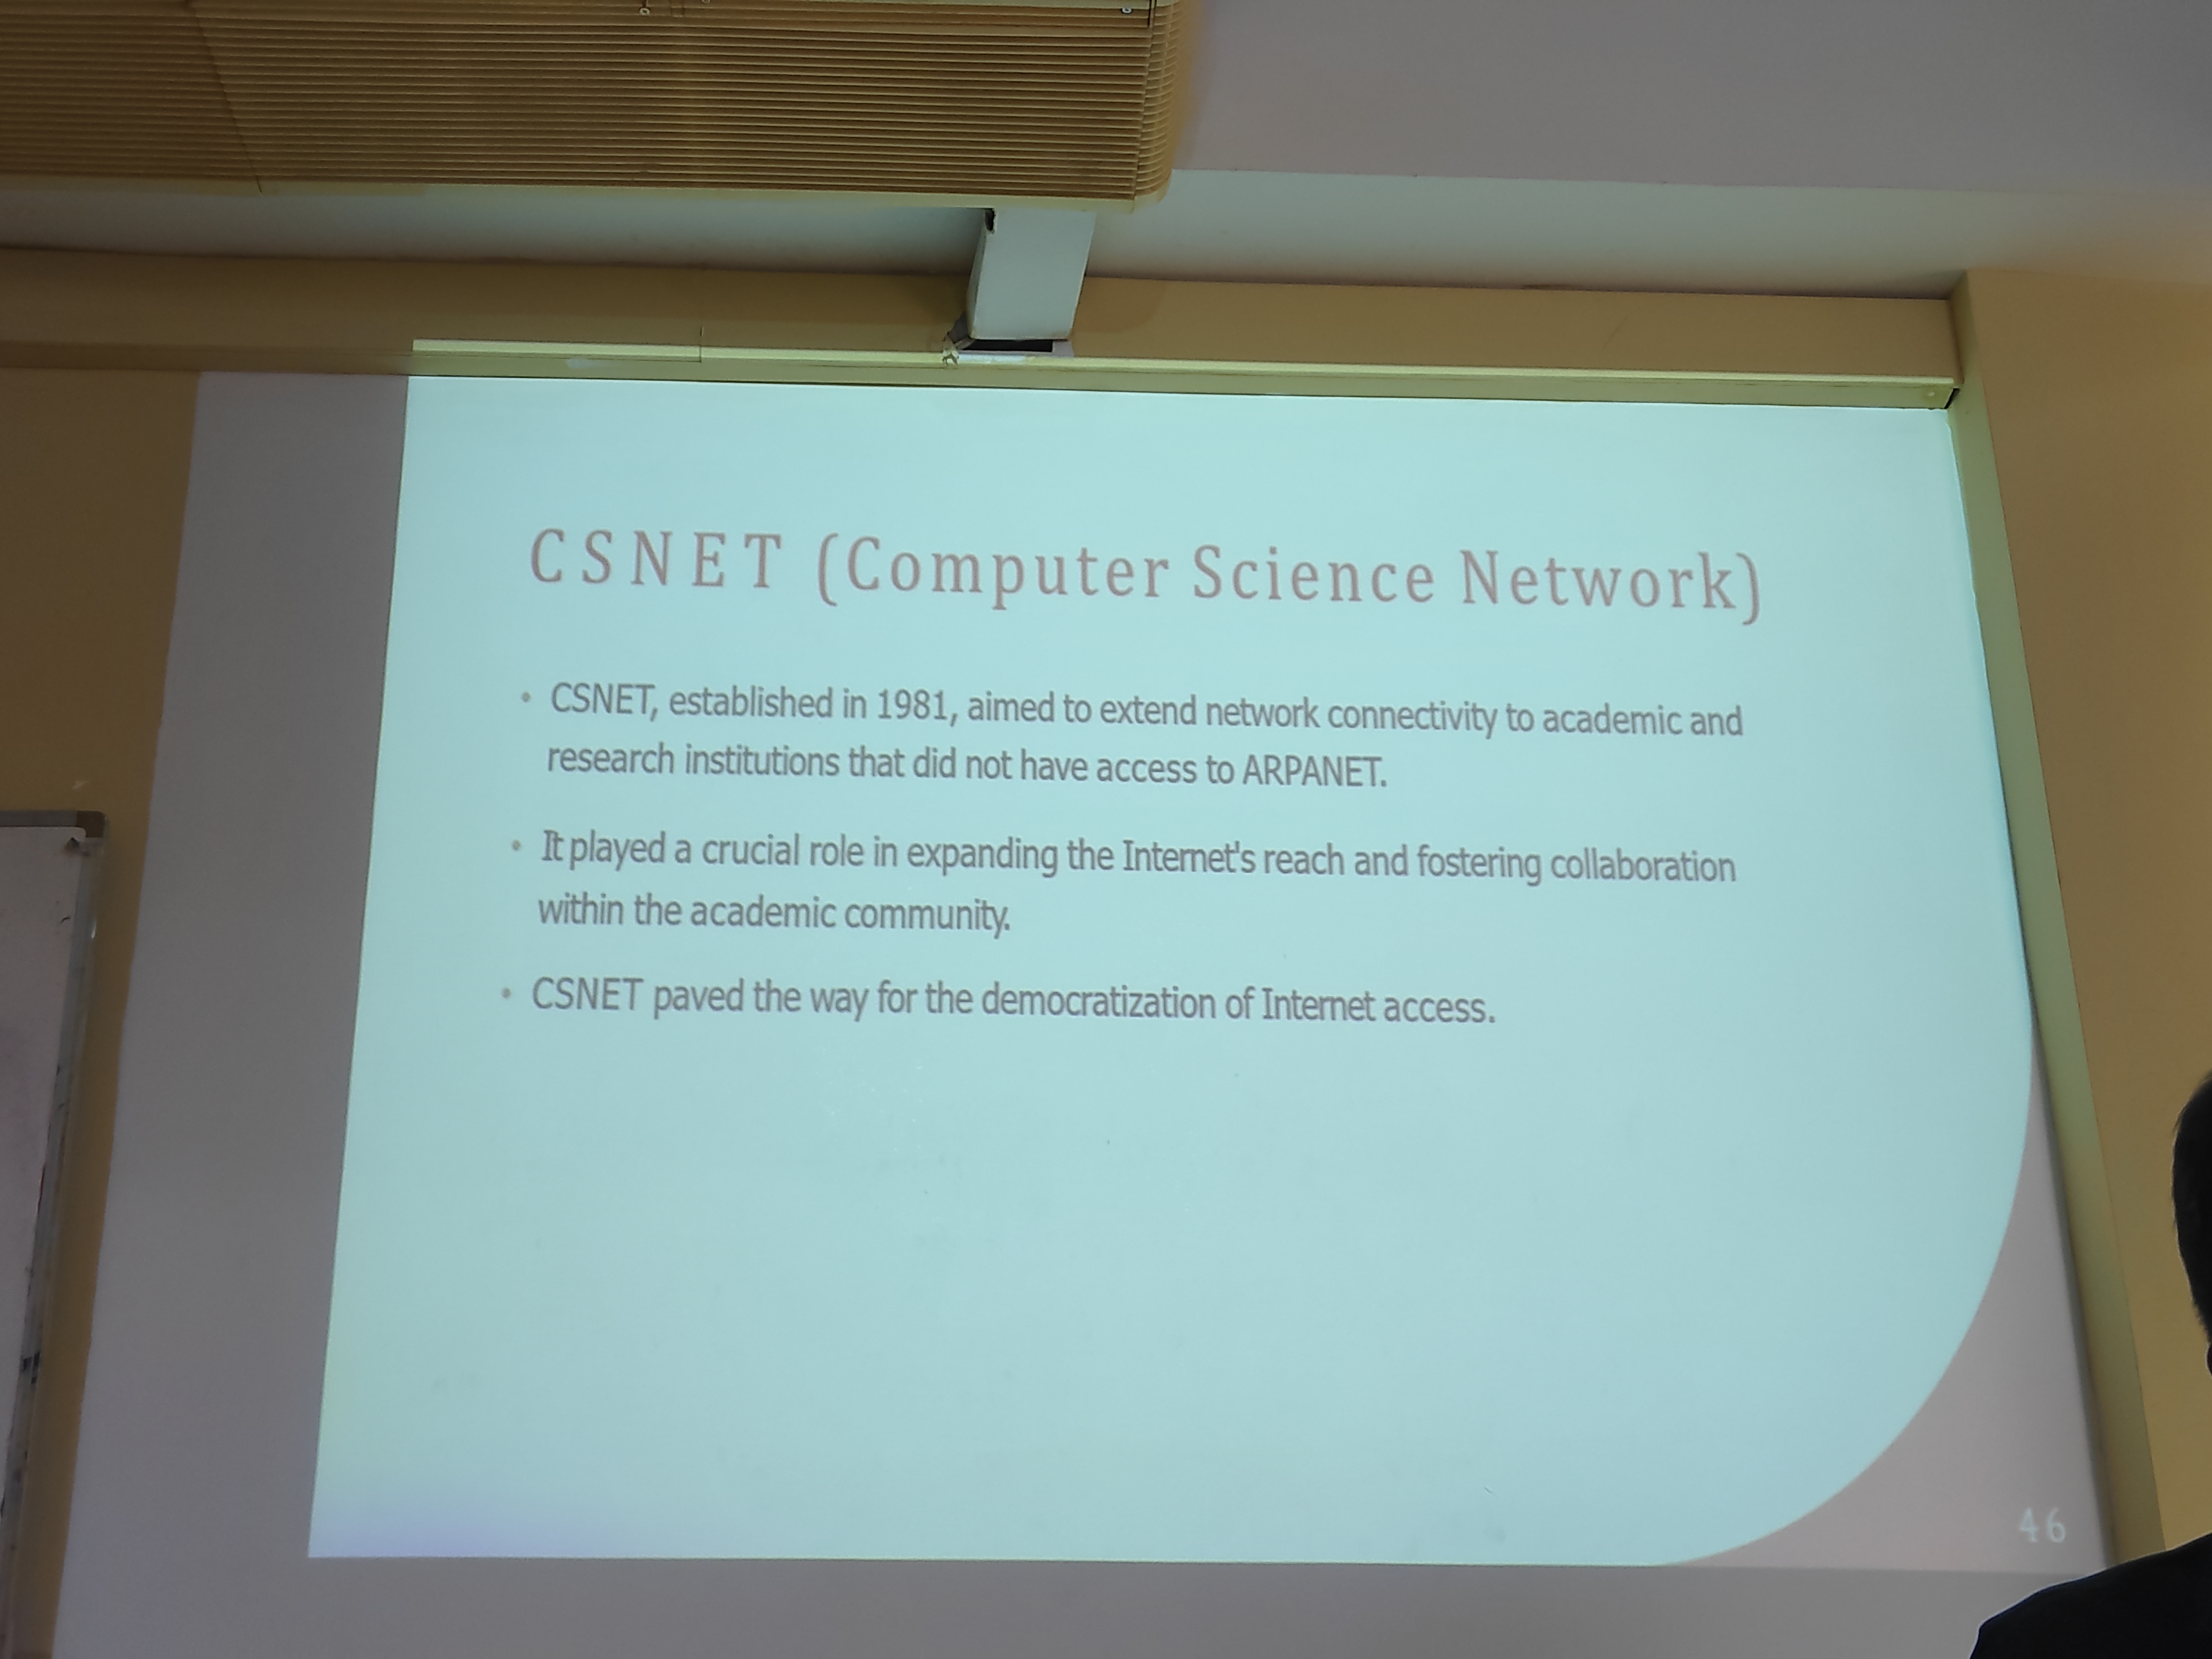 CSNET (Computer Science Network)
• CSNET, established in 1981, aimed to extend network connectivity to academic and
research institutions that did not have access to ARPANET.
• It played a crucial role in expanding the Internet's reach and fostering collaboration
within the academic community.
• CSNET paved the way for the democratization of Internet access.
46